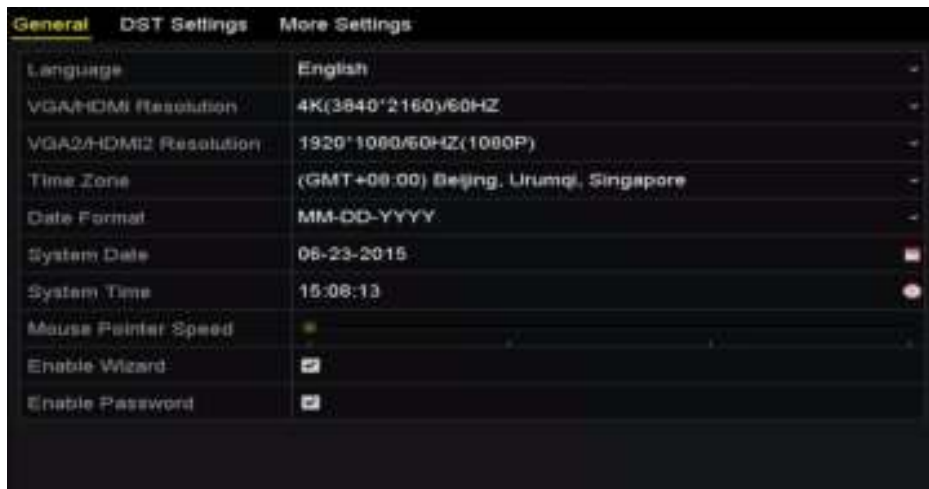 General DST Settings More Settings
Language English
VGA/HDMI Resolution 4K(3840*2160)/60HZ
VGA2/HDMI2 Resolution 1920*1080/60HZ(1080P)
Time Zone (GMT+08:00) Beijing, Urumqi, Singapore
Date Format MM-DD-YYYY
System Date 06-23-2015
System Time 15:08:13
Mouse Pointer Speed
Enable Wizard
Enable Password